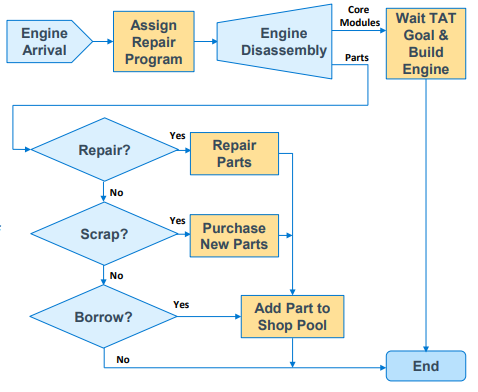 Engine
Arrival
Assign
Repair
Program
Engine
Disassembly
Core
Modules
Parts
Wait TAT
Goal &
Build
Engine
Repair?
Yes
Repair
Parts
No
Scrap?
Yes
Purchase
New Parts
No
Borrow?
Yes
Add Part to
Shop Pool
No
End